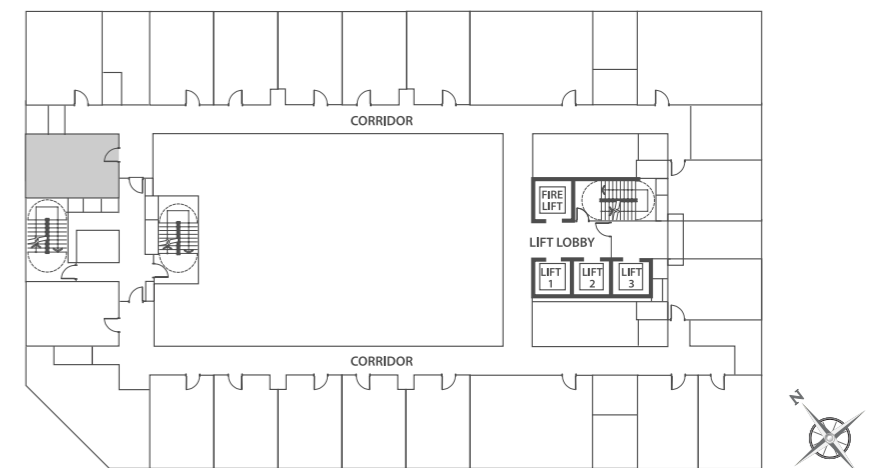 CORRIDOR
FIRE
LIFT
LIFT LOBBY
LIFT
1
LIFT
2
LIFT
3
CORRIDOR
N